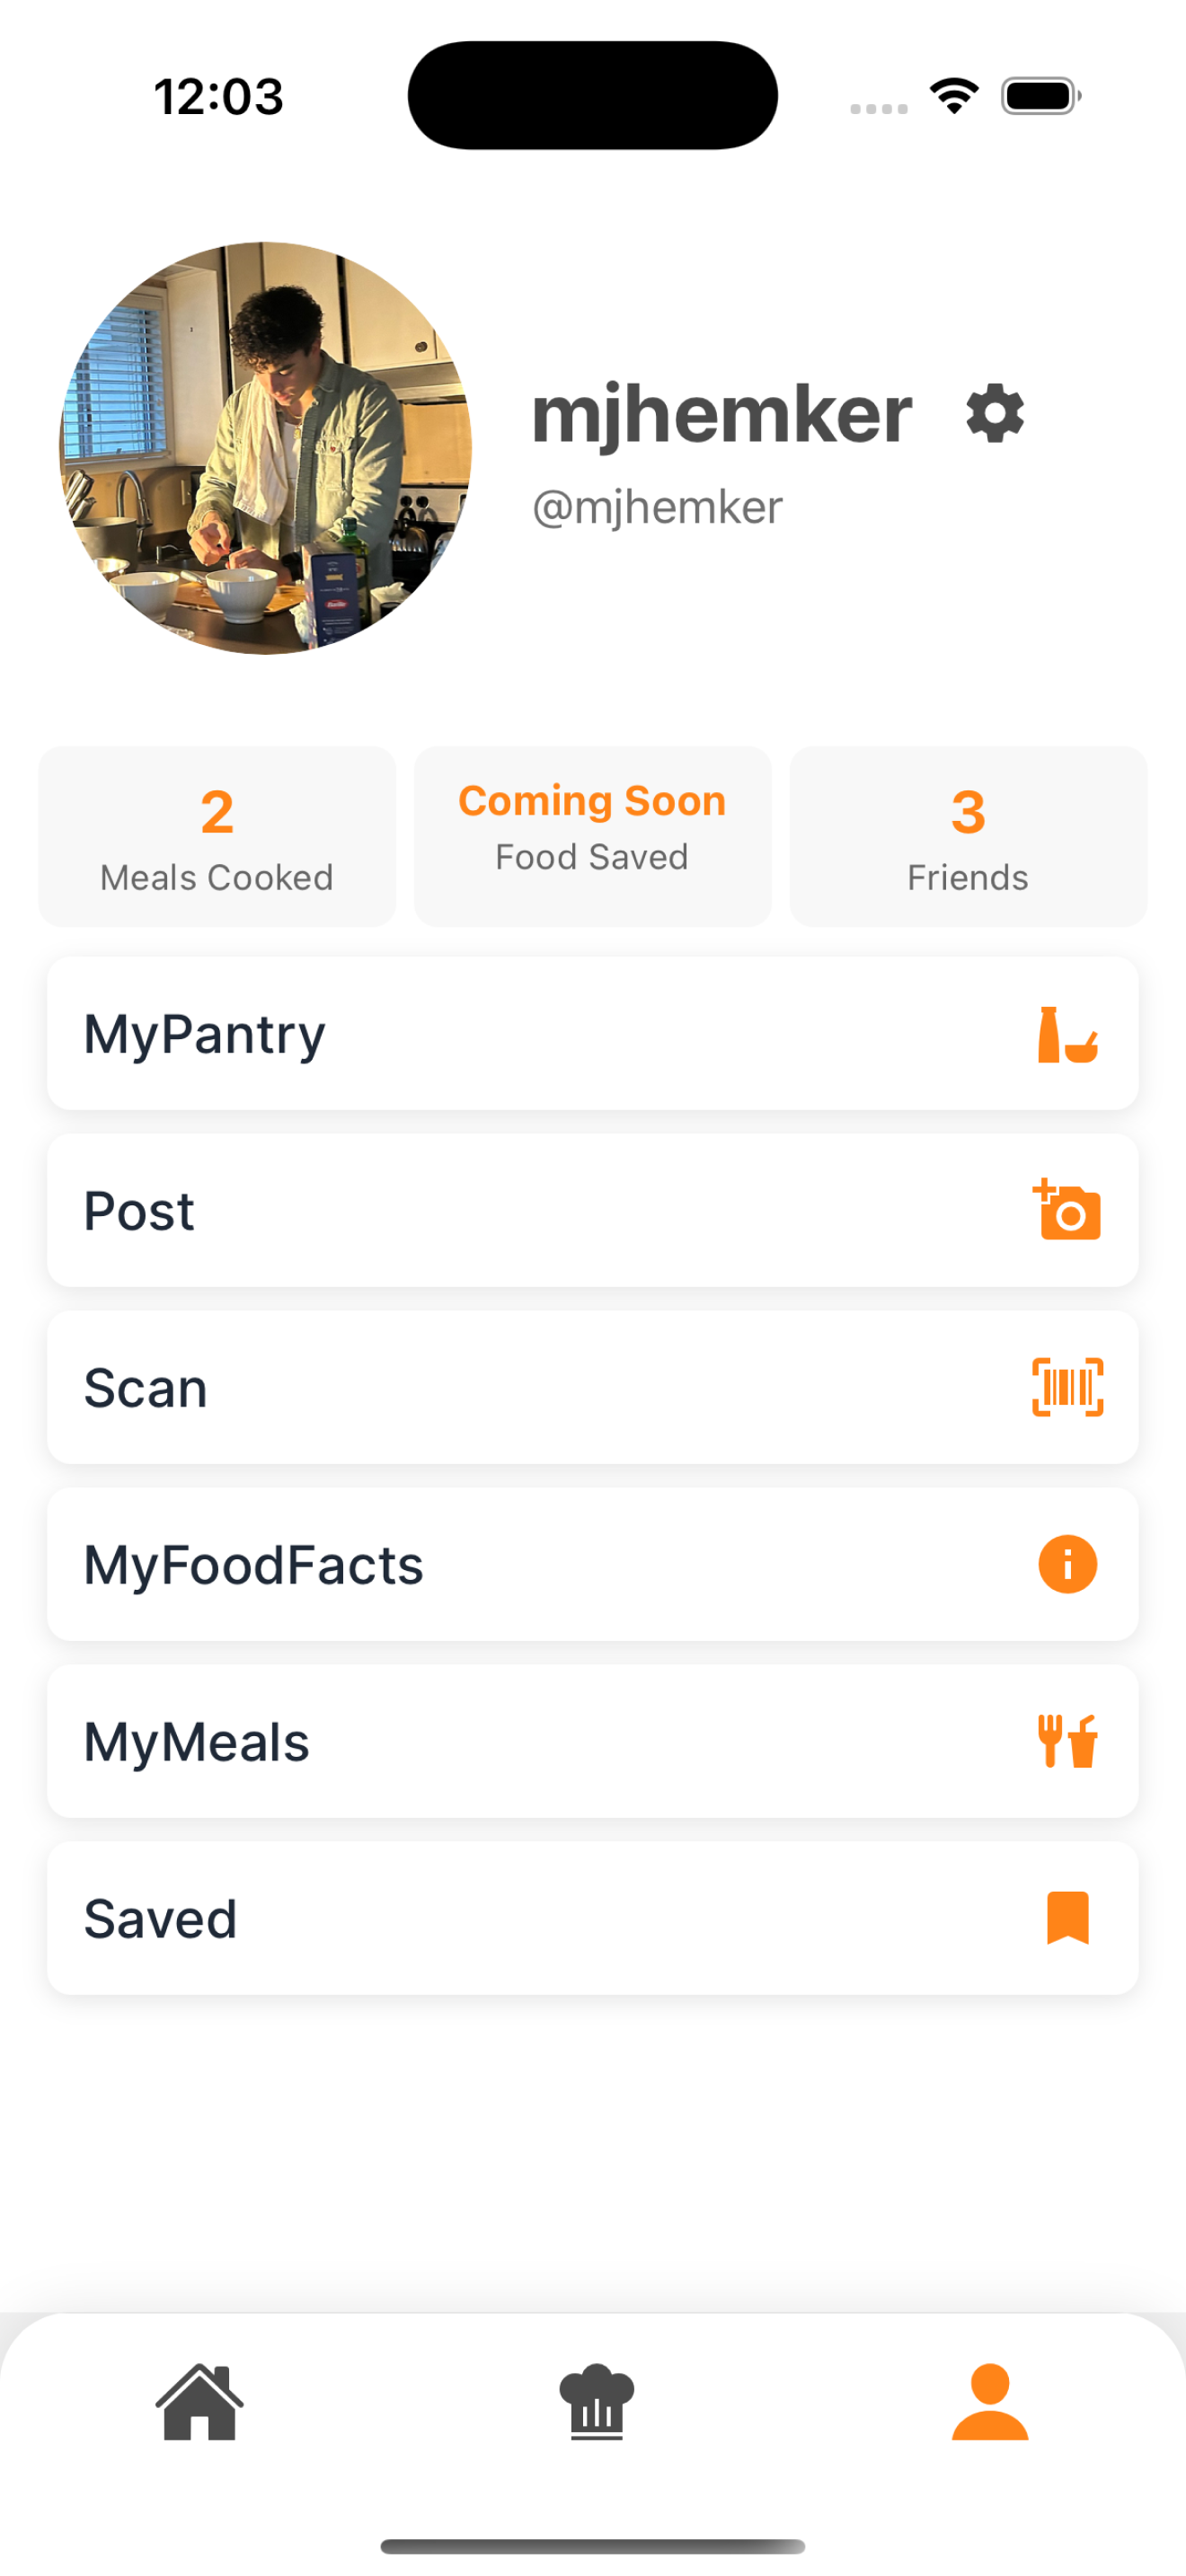 12:03
mjhemker
@mjhemker
2
Meals Cooked
Coming Soon
Food Saved
3
Friends
MyPantry
Post
Scan
MyFoodFacts
MyMeals
Saved